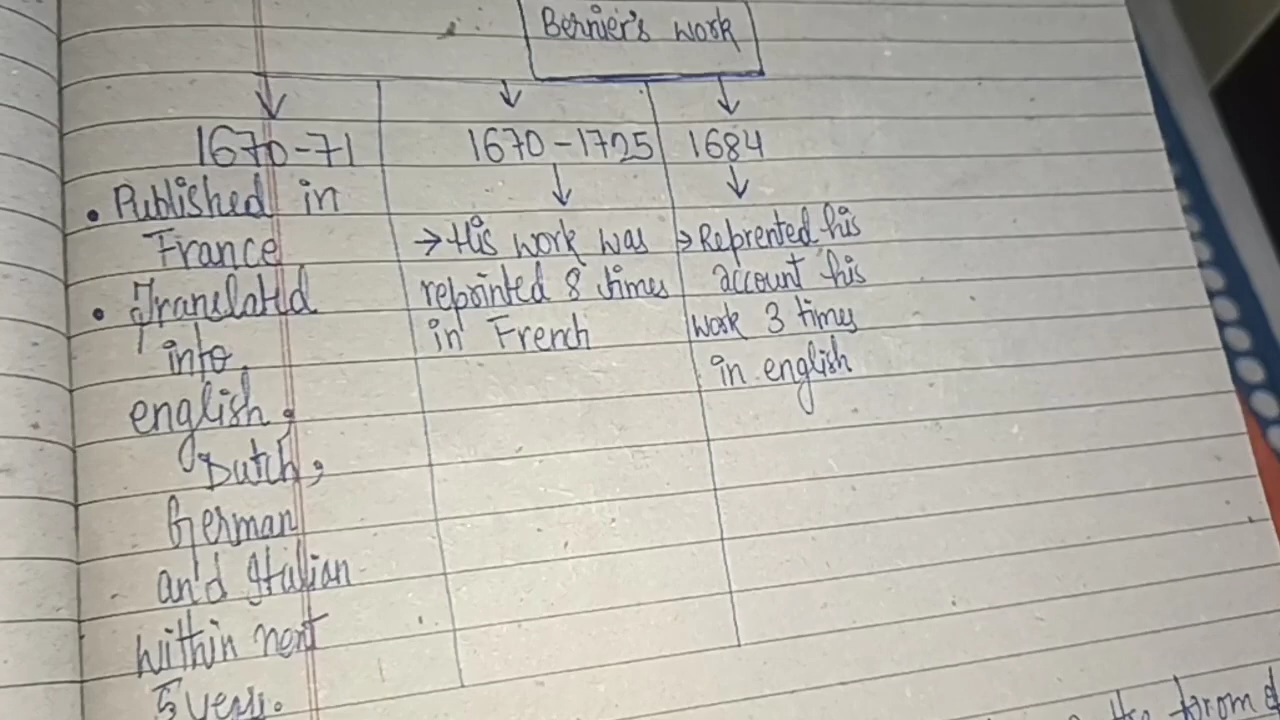 Bernier's work
1670-71
• Published in
France
• Translated
into
english,
Dutch,
German
and Italian
within next
5 years.
1670-1725
→ His work was
reprinted 8 times
in French
1684
→ Reprented his
account his
work 3 times
in english